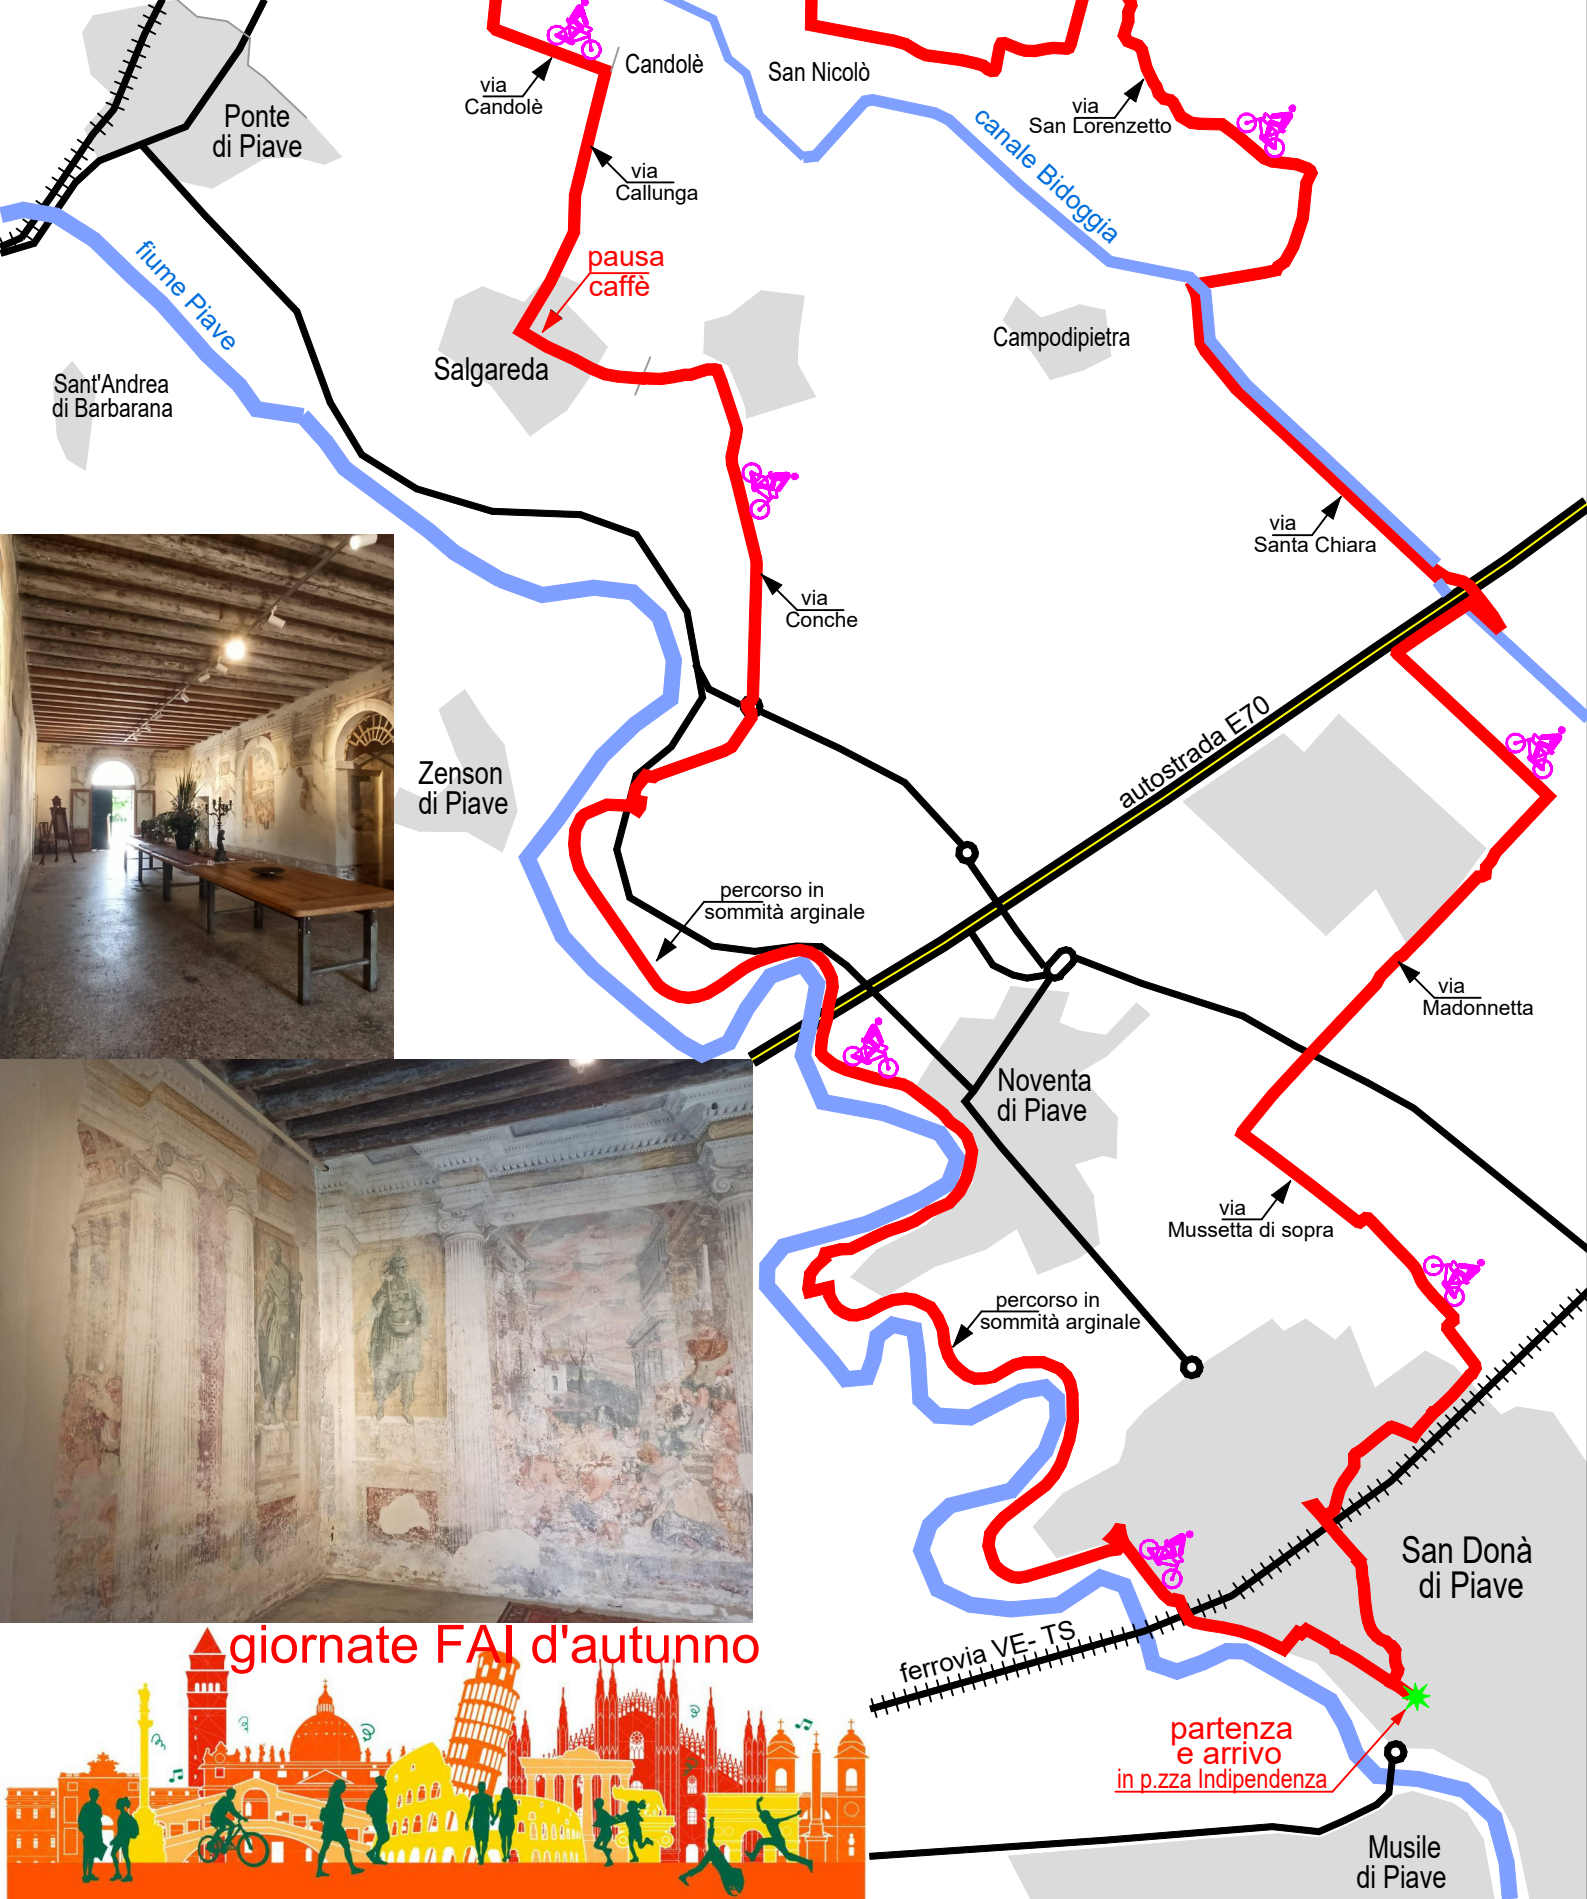 Candolè
San Nicolò
via
Candolè
via
San Lorenzetto
Ponte
di Piave
canale Bidoggia
via
Callunga
fiume Piave
pausa
caffè
Campodipietra
Salgareda
Sant'Andrea
di Barbarana
via
Santa Chiara
via
Conche
autostrada E70
Zenson
di Piave
percorso in
sommità arginale
via
Madonnetta
Noventa
di Piave
via
Mussetta di sopra
percorso in
sommità arginale
San Donà
di Piave
ferrovia VE- TS
giornate FAI d'autunno
partenza
e arrivo
in p.zza Indipendenza
Musile
di Piave